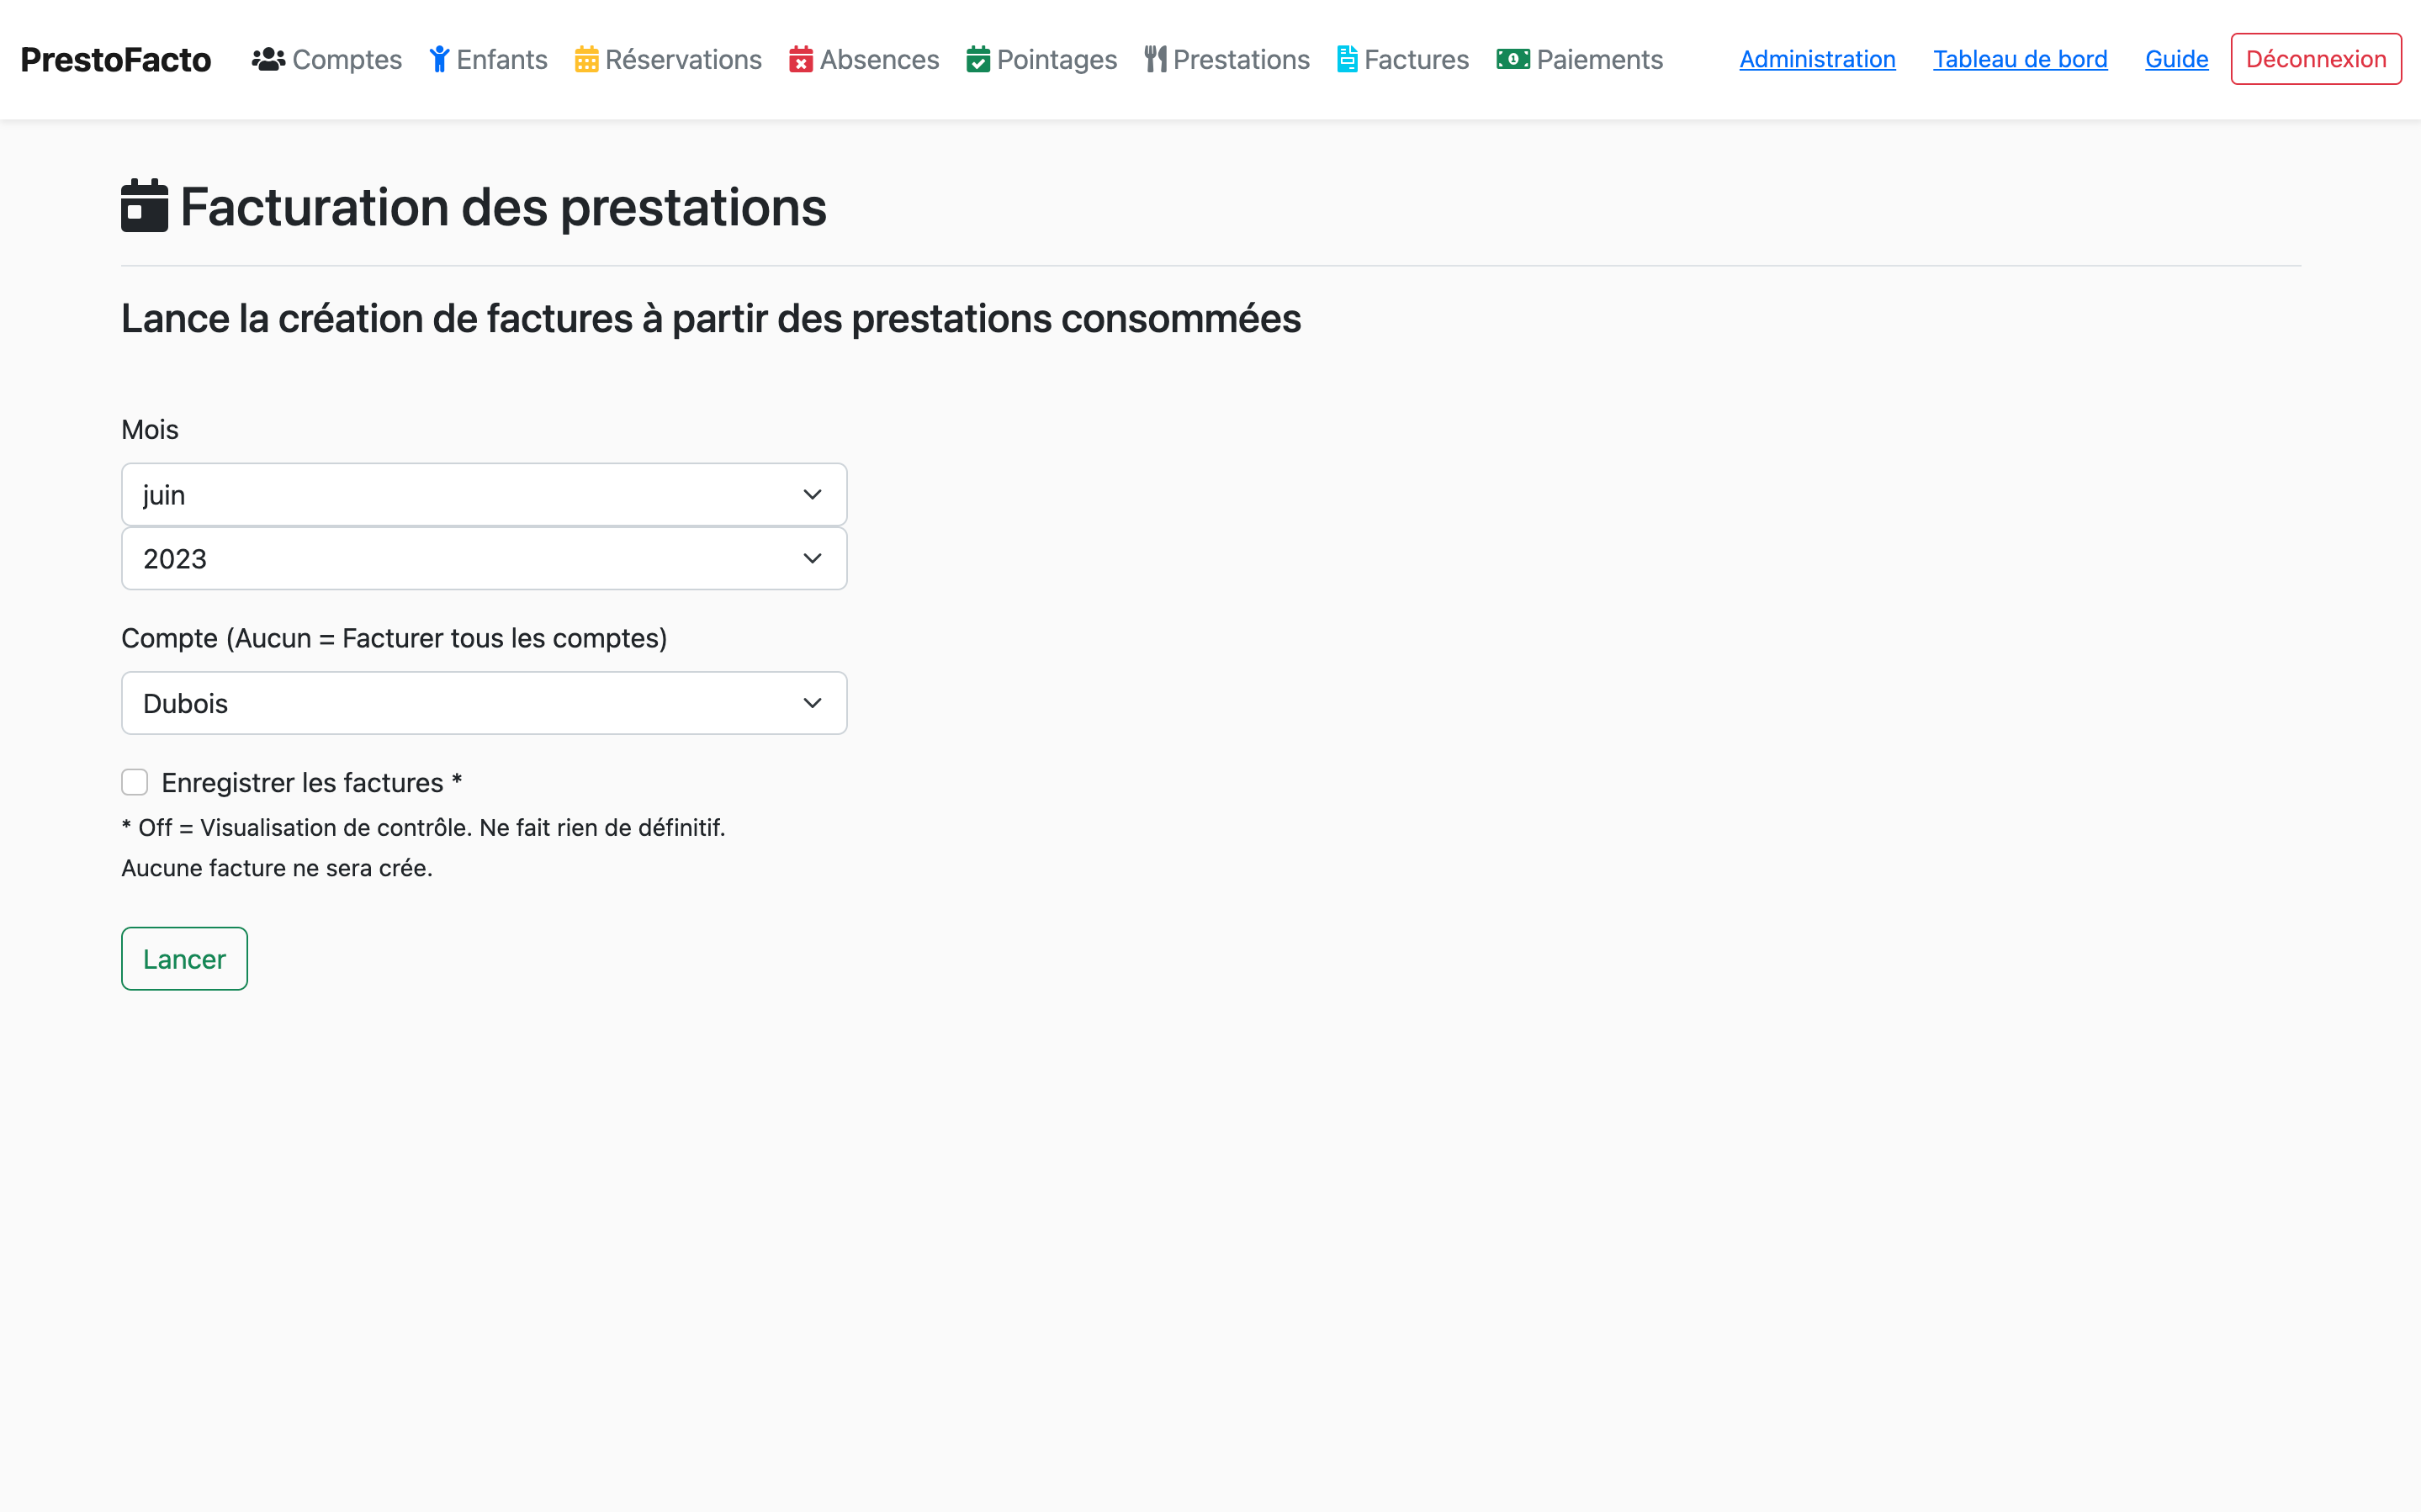 PrestoFacto Comptes Enfants Réservations Absences Pointages Prestations Factures Paiements Administration Tableau de bord Guide Déconnexion
Facturation des prestations
Lance la création de factures à partir des prestations consommées
Mois
juin
2023
Compte (Aucun = Facturer tous les comptes)
Dubois
Enregistrer les factures *
* Off = Visualisation de contrôle. Ne fait rien de définitif.
Aucune facture ne sera crée.
Lancer